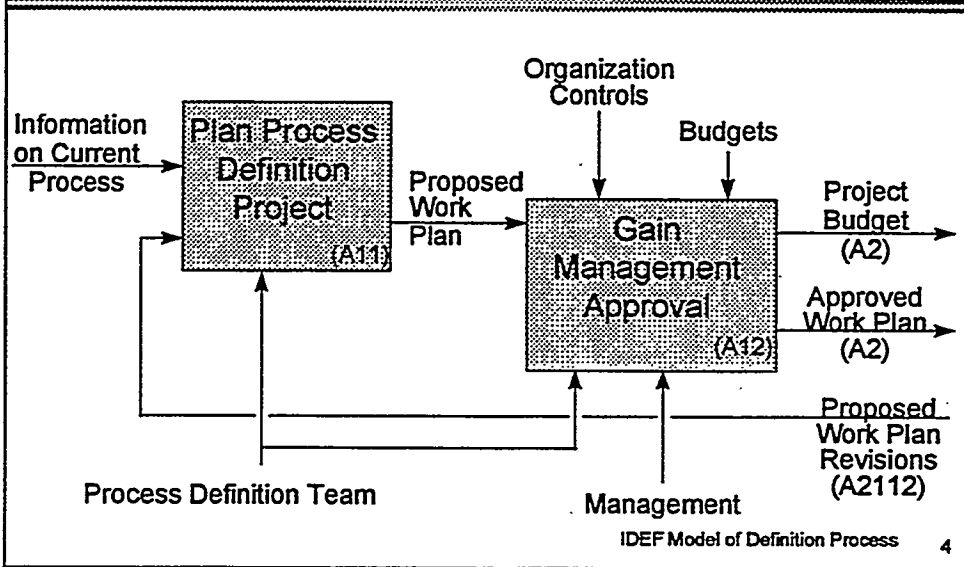 Organization
Controls
Information
on Current
Process
Plan Process
Definition
Project
(A11)
Budgets
Proposed
Work
Plan
Gain
Management
Approval
(A12)
Project
Budget
(A2)
Approved
Work Plan
(A2)
Proposed
Work Plan
Revisions
(A2112)
Process Definition Team
Management
IDEF Model of Definition Process 4